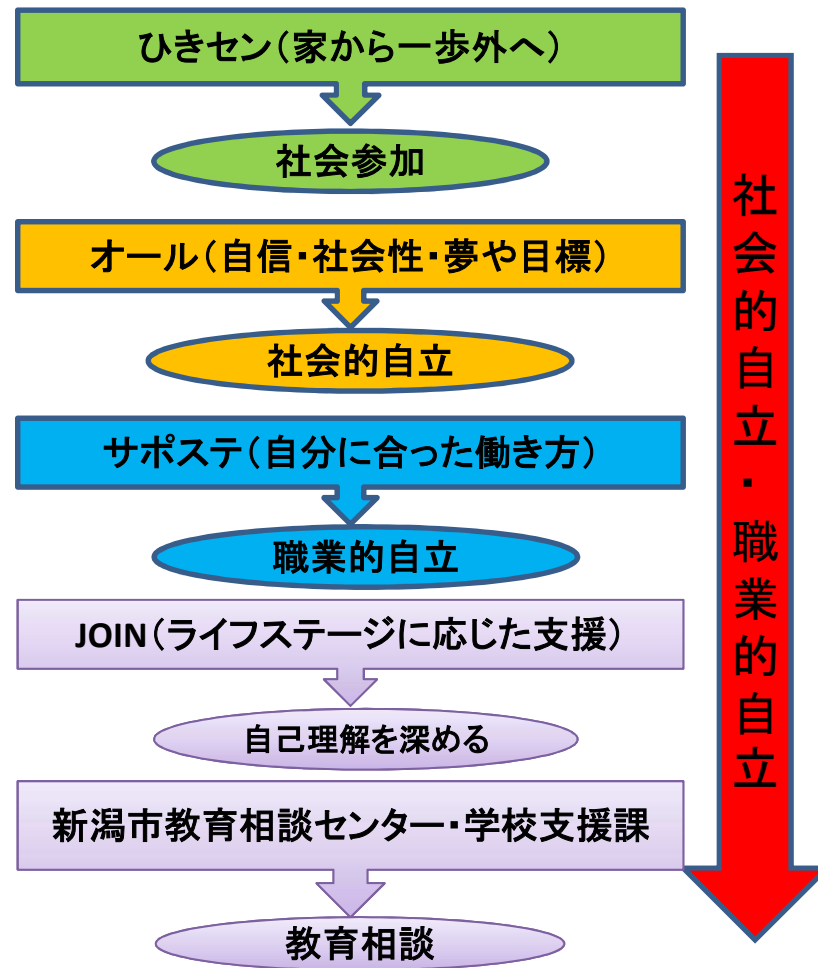 ひきセン(家から一歩外へ)
社会参加
オール(自信・社会性・夢や目標)
社会的自立
サポステ(自分に合った働き方)
職業的自立
JOIN(ライフステージに応じた支援)
自己理解を深める
新潟市教育相談センター・学校支援課
教育相談
社会的自立・職業的自立